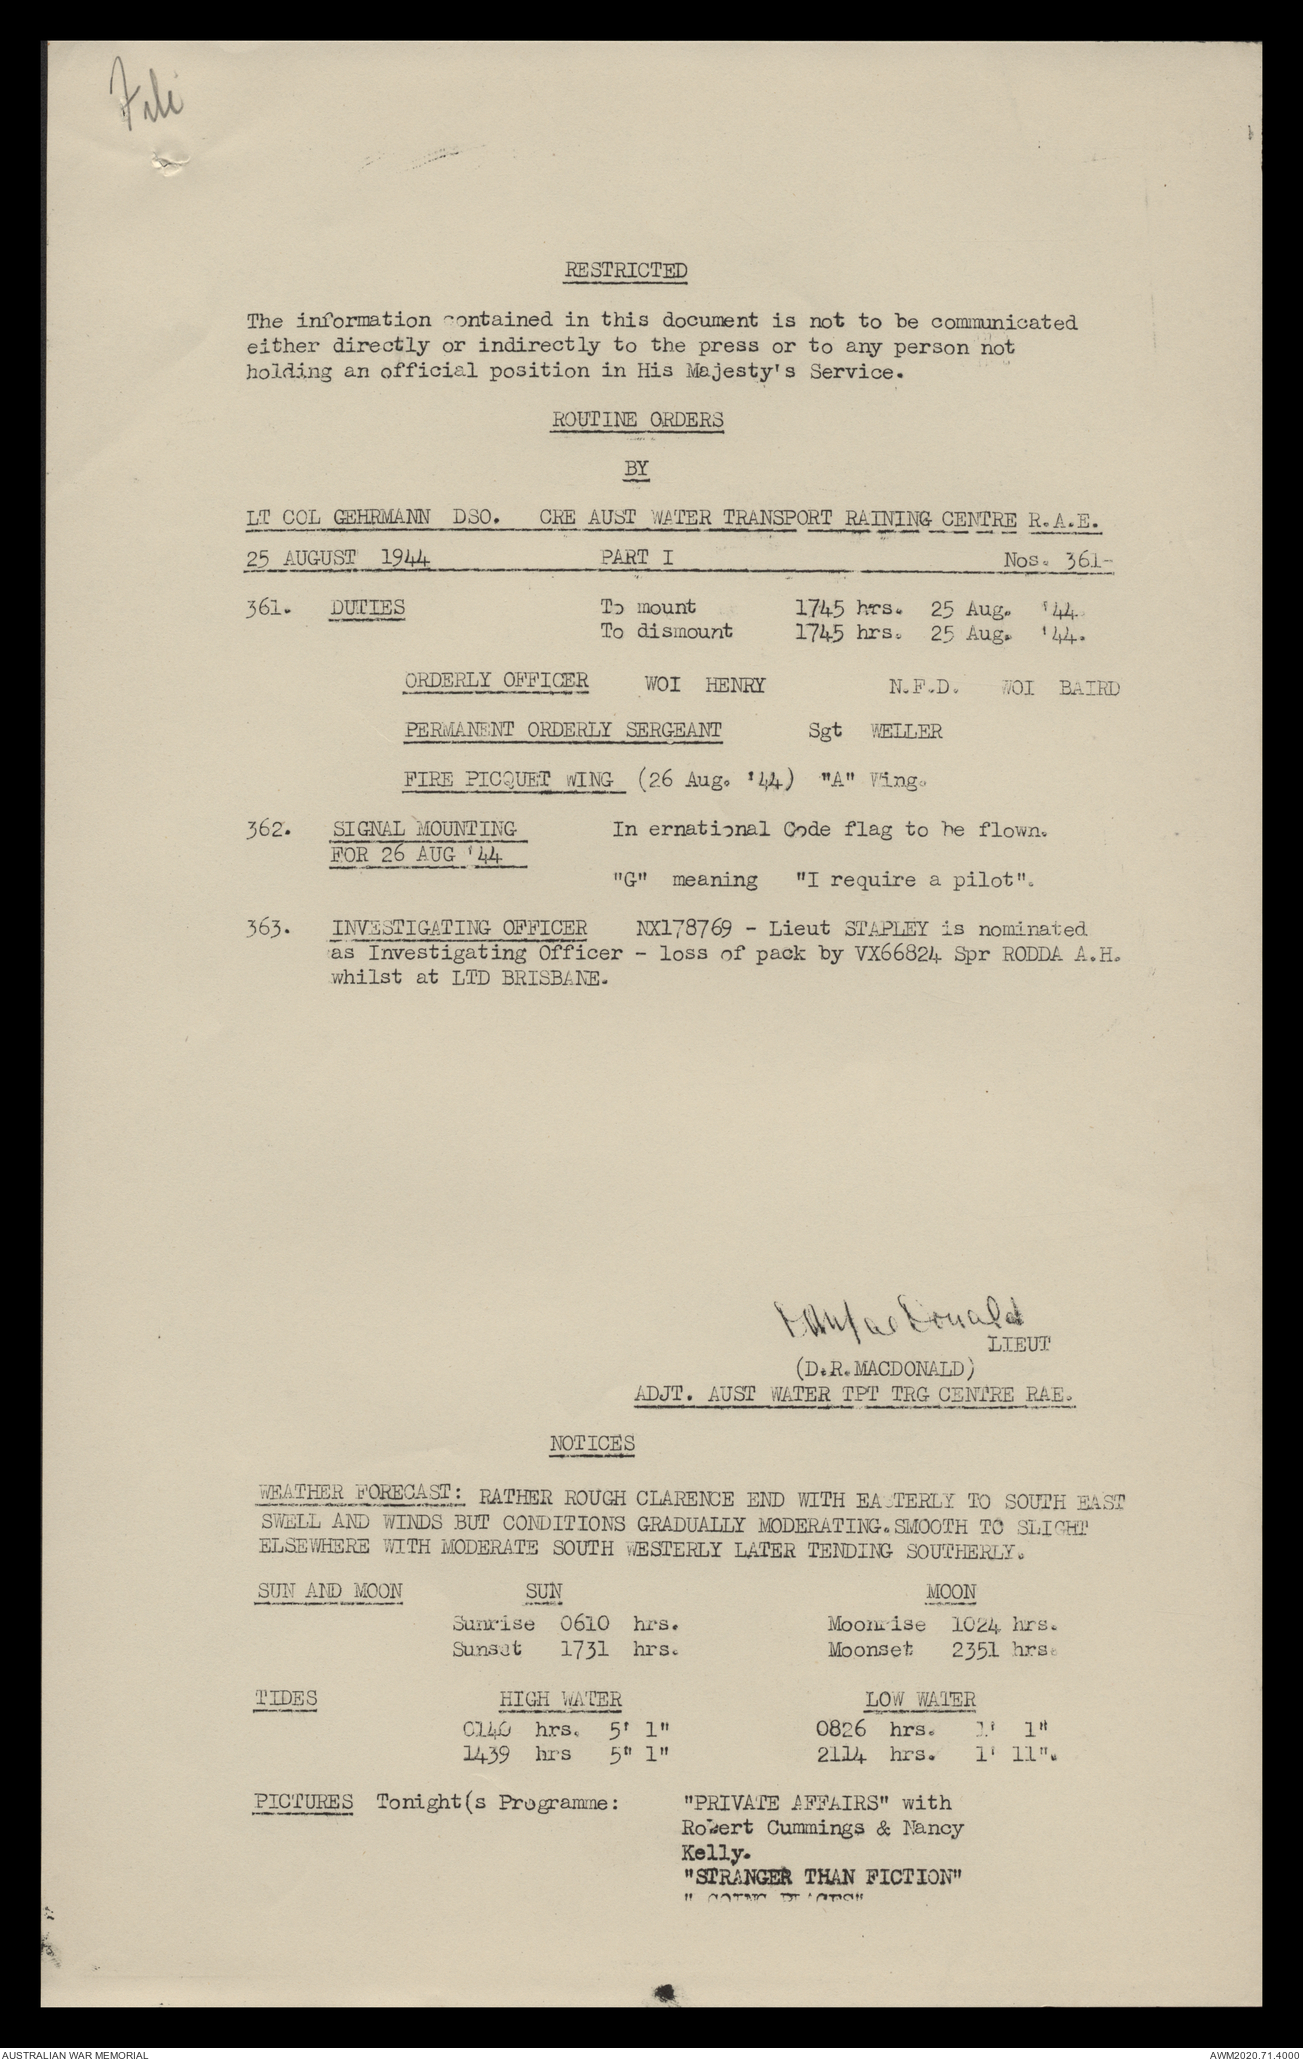 File
RESTRICTED
The information contained in this document is not to be communicated
either directly or indirectly to the press or to any person not
holding an official position in His Majesty's Service.
ROUTINE ORDERS
BY
LT COL GEHRMANN DSO. CRE AUST WATER TRANSPORT RAINING CENTRE R.A.E.
25 AUGUST 1944 PART I Nos. 361-
361. DUTIES To mount 1745 hrs. 25 Aug. '44.
To dismount 1745 hrs. 25 Aug. '44.
ORDERLY OFFICER WOI HENRY N.F.D. WOI BAIRD
PERMANENT ORDERLY SERGEANT Sgt WELLER
FIRE PICQUET WING (26 Aug. '44) "A" Wing.
362. SIGNAL MOUNTING In ernational Code flag to be flown.
FOR 26 AUG '44
"G" meaning "I require a pilot".
363. INVESTIGATING OFFICER NX178769 - Lieut STAPLEY is nominated
as Investigating Officer - loss of pack by VX66824 Spr RODDA A.H.
whilst at LTD BRISBANE.
LIEUT
(D.R.MACDONALD)
ADJT. AUST WATER TPT TRG CENTRE RAE.
NOTICES
WEATHER FORECAST: RATHER ROUGH CLARENCE END WITH EASTERLY TO SOUTH EAST
SWELL AND WINDS BUT CONDITIONS GRADUALLY MODERATING.SMOOTH TO SLIGHT
ELSEWHERE WITH MODERATE SOUTH WESTERLY LATER TENDING SOUTHERLY.
SUN AND MOON SUN MOON
Sunrise 0610 hrs. Moonrise 1024 hrs.
Sunset 1731 hrs. Moonset 2351 hrs.
TIDES HIGH WATER LOW WATER
hrs. 5' 1" 0826 hrs. 1' 1"
1439 hrs 5" 1" 2114 hrs. 1' 11".
PICTURES Tonight(s Programme: "PRIVATE AFFAIRS" with
Robert Cummings & Nancy
Kelly.
"STRANGER THAN FICTION"
" GOING PLACES"
AUSTRALIAN WAR MEMORIAL AWM2020.71.4000